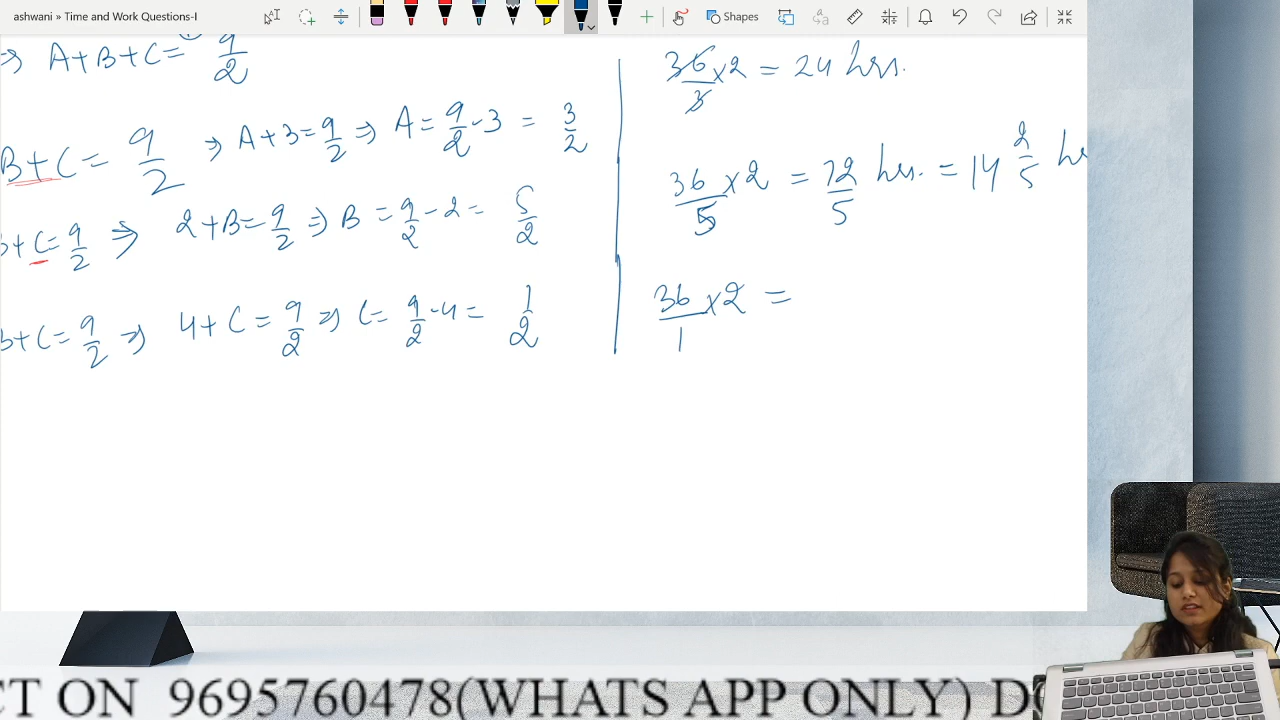 ashwani » Time and Work Questions-I
Shapes
⇒ A+B+C= 9/2
B+C= 9/2 ⇒ A+3=9/2 ⇒ A= 9/2 - 3 = 3/2
+C=9/2 ⇒ 2+B=9/2 ⇒ B =9/2-2= 5/2
+C=9/2 ⇒ 4+C=9/2 ⇒ C= 9/2-4= 1/2
36/3 x2 = 24 hrs.
36/5 x2 = 72/5 hrs. = 14 2/5 h
36/1 x2 =
CT ON 9695760478(WHATS APP ONLY) D